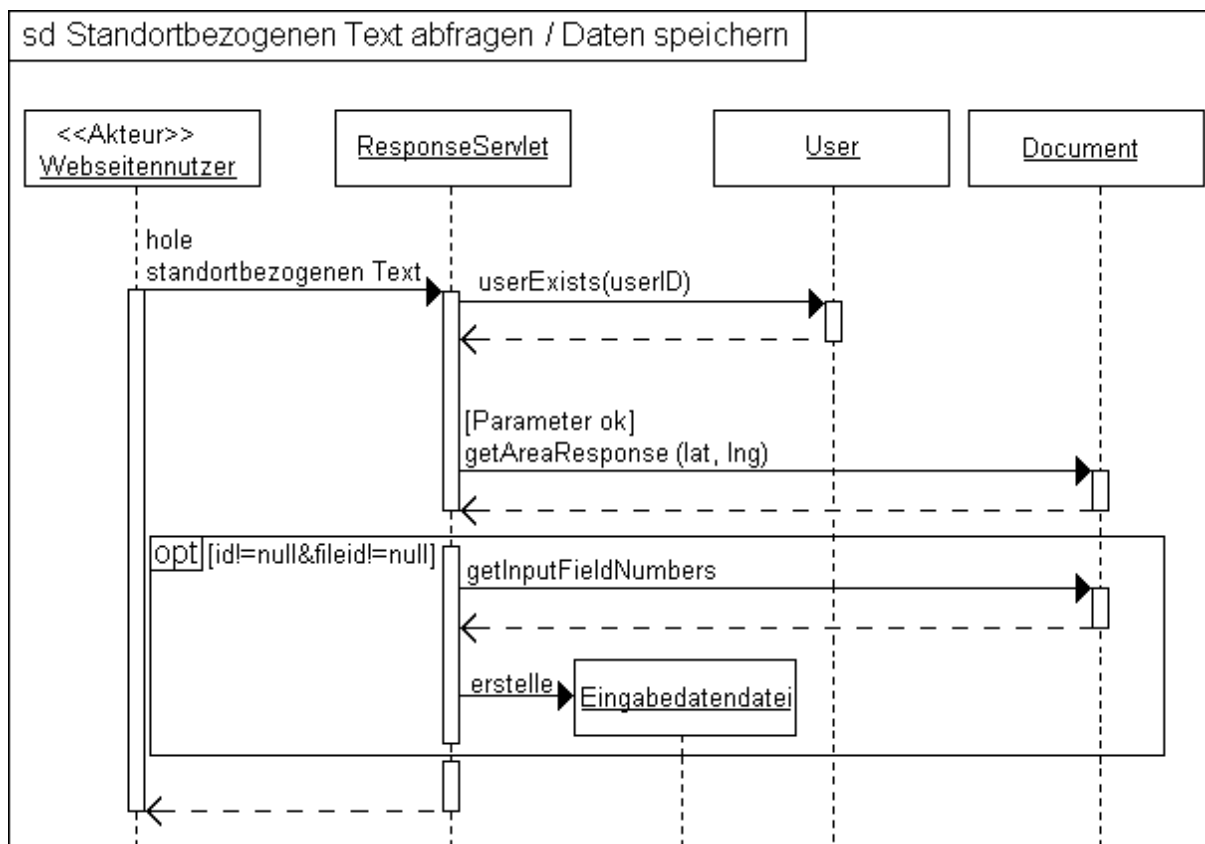 sd Standortbezogenen Text abfragen / Daten speichern
<<Akteur>>
Webseitennutzer
ResponseServlet
User
Document
hole
standortbezogenen Text
userExists(userID)
[Parameter ok]
getAreaResponse (lat, lng)
opt [id!=null&fileid!=null]
getInputFieldNumbers
erstelle
Eingabedatendatei